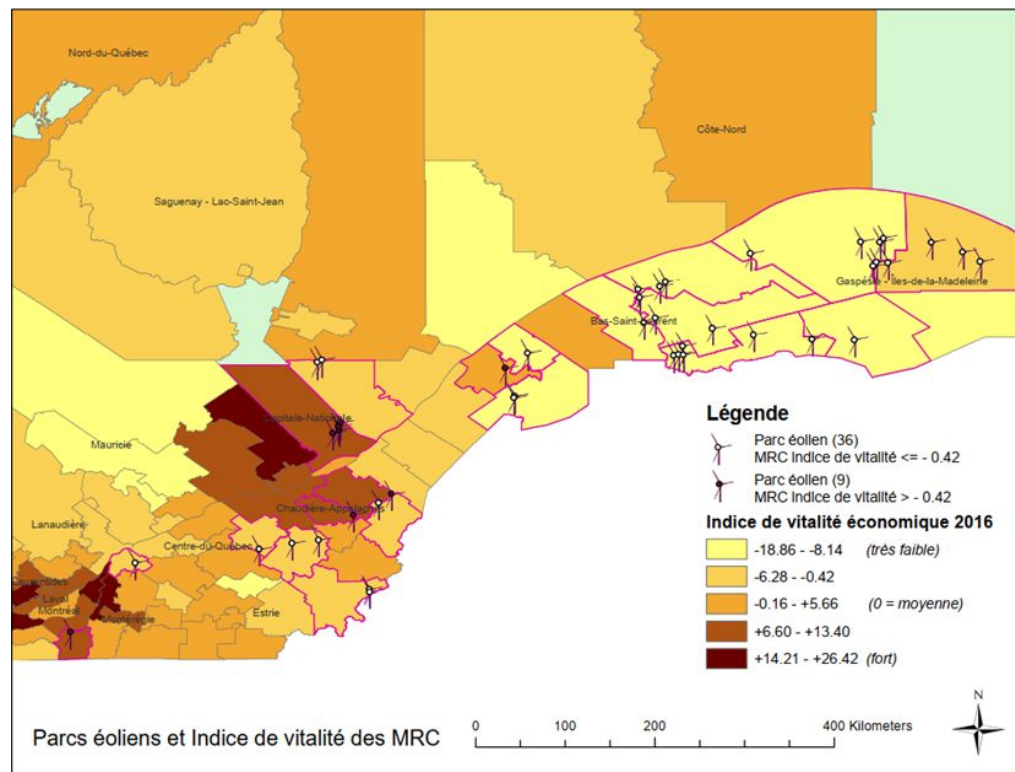 Nord-du-Québec
Côte-Nord
Saguenay - Lac-Saint-Jean
Gaspésie - Îles-de-la-Madeleine
Bas-Saint-Laurent
Capitale-Nationale
Mauricie
Chaudière-Appalaches
Lanaudière
Centre-du-Québec
Laurentides
Laval
Montréal
Montérégie
Estrie
Légende
Parc éolien (36)
MRC Indice de vitalité <= - 0.42
Parc éolien (9)
MRC Indice de vitalité > - 0.42
Indice de vitalité économique 2016
-18.86 - -8.14 (très faible)
-6.28 - -0.42
-0.16 - +5.66 (0 = moyenne)
+6.60 - +13.40
+14.21 - +26.42 (fort)
N
0 200 400 Kilometers
Parcs éoliens et Indice de vitalité des MRC